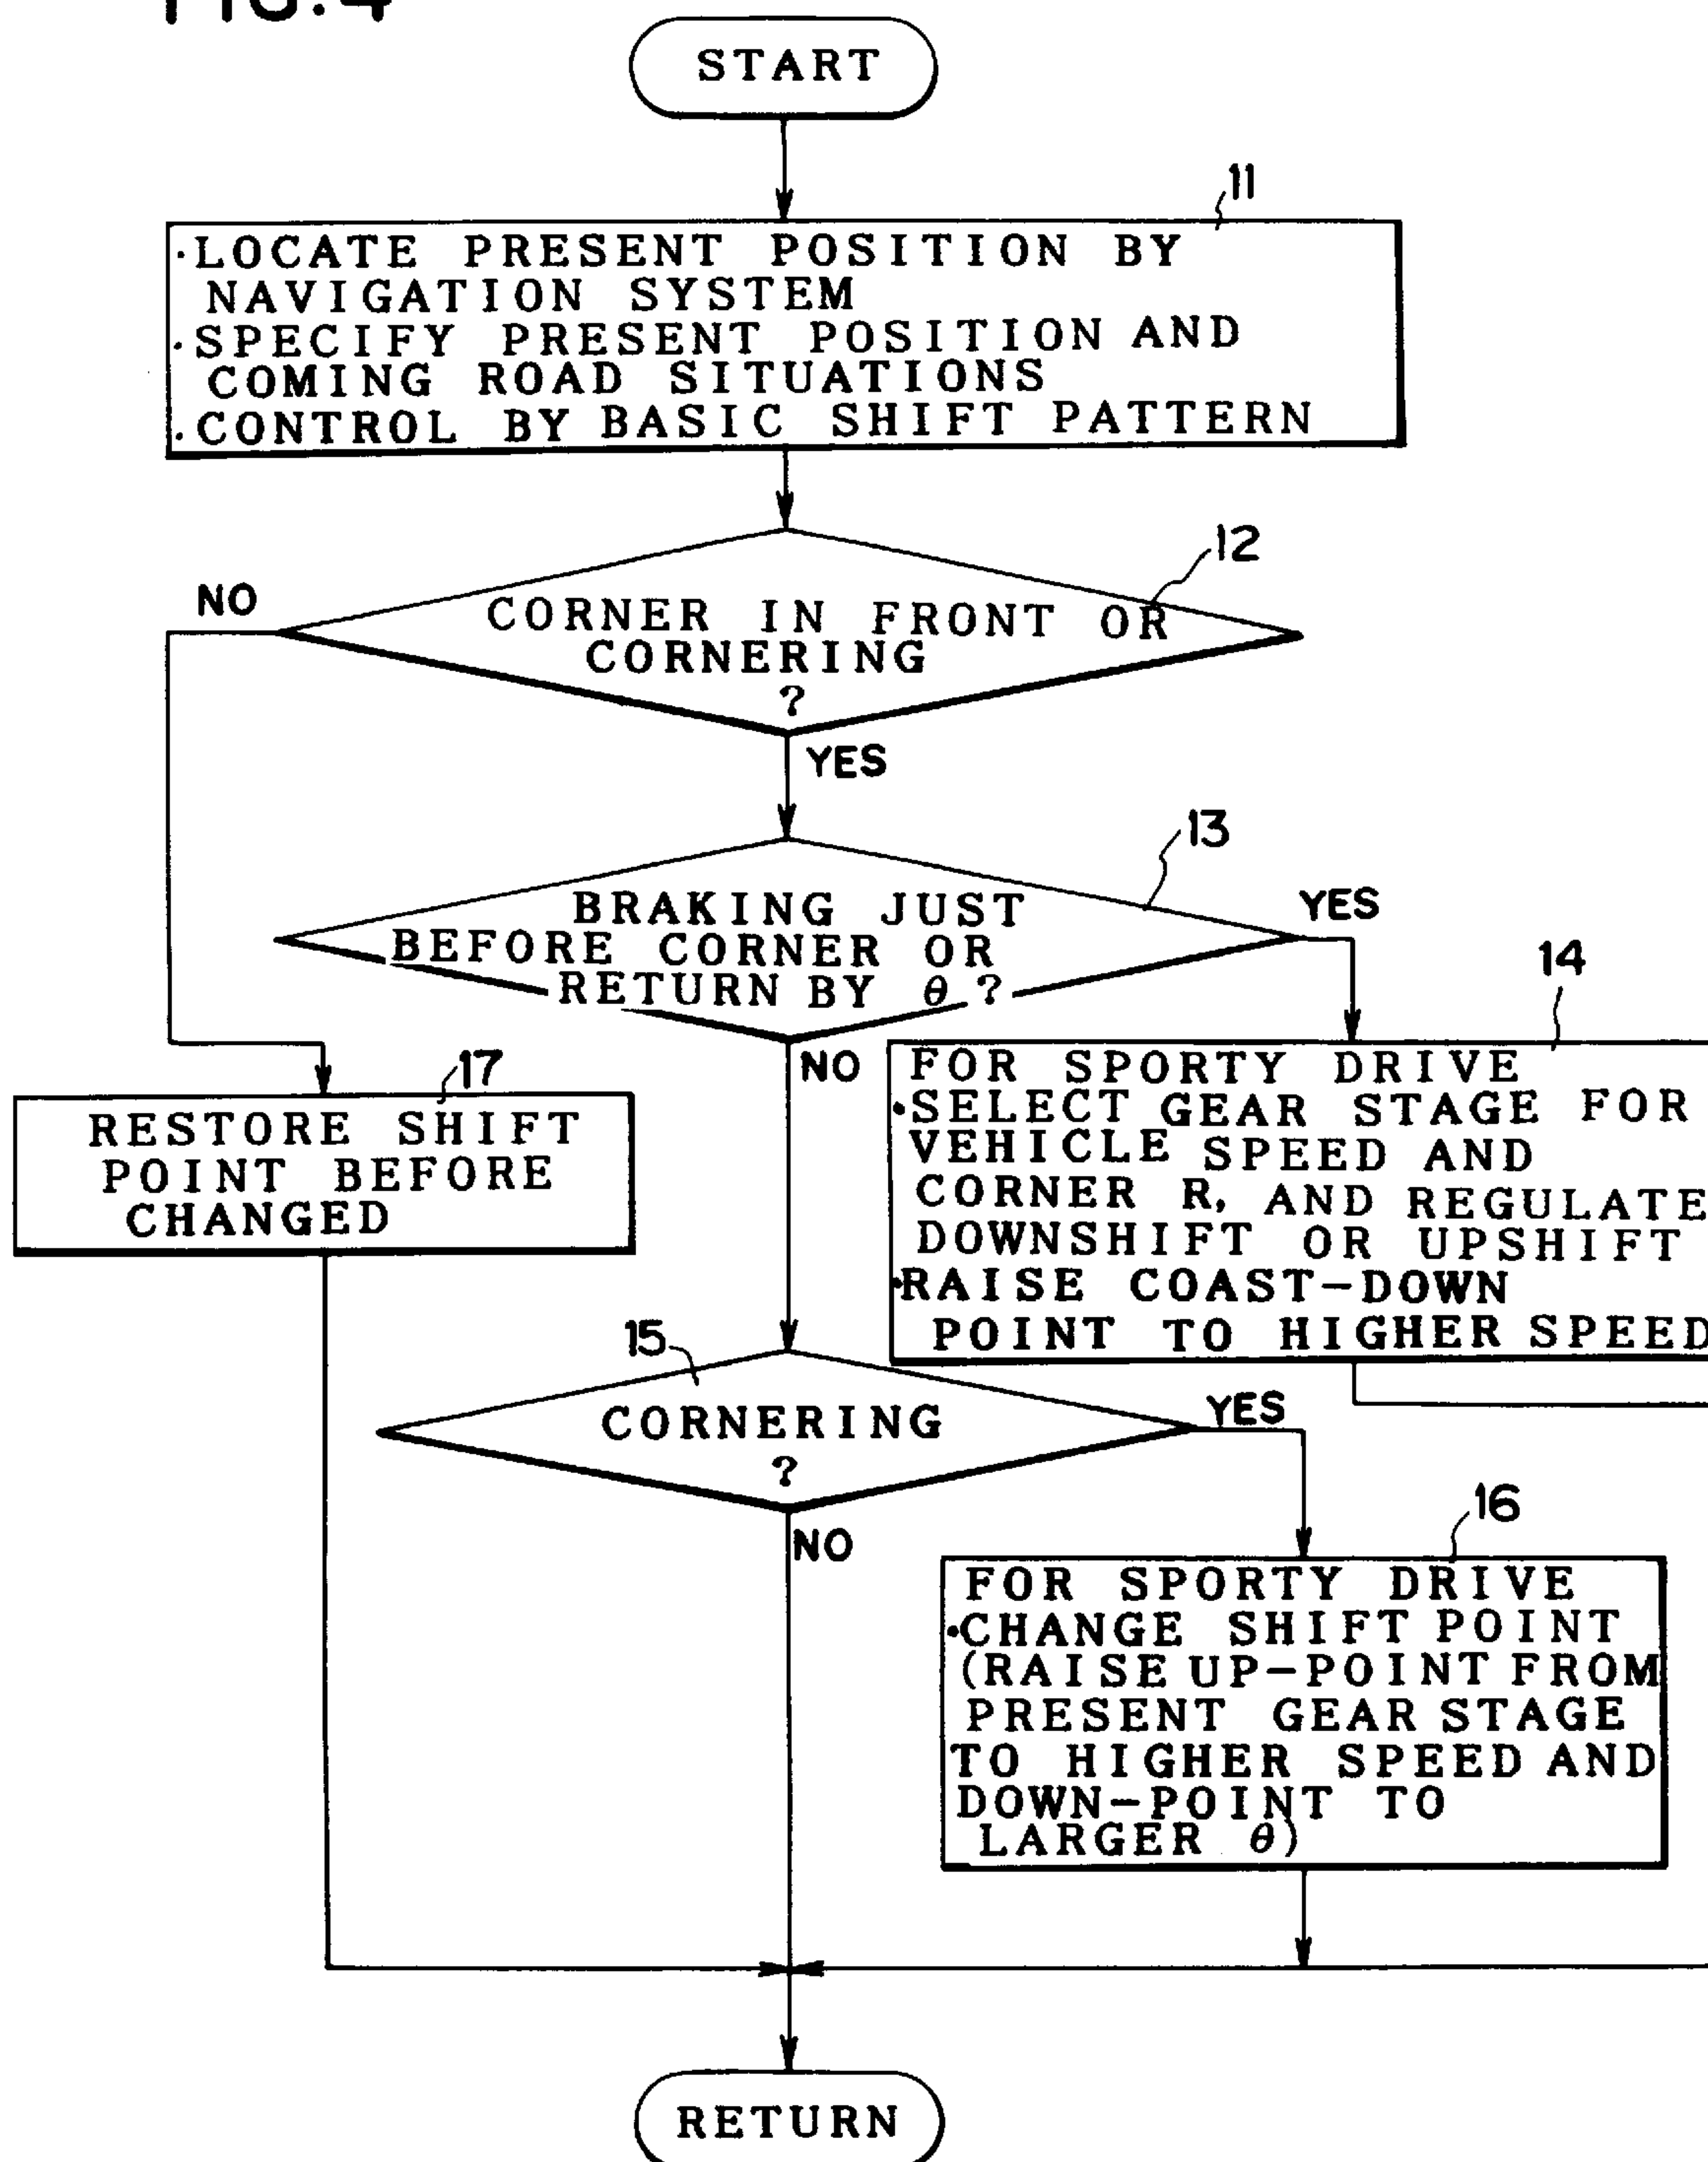 FIG.4
START
11
·LOCATE PRESENT POSITION BY
NAVIGATION SYSTEM
·SPECIFY PRESENT POSITION AND
COMING ROAD SITUATIONS
·CONTROL BY BASIC SHIFT PATTERN
12
NO
CORNER IN FRONT OR
CORNERING
?
YES
13
BRAKING JUST
BEFORE CORNER OR
RETURN BY θ ?
YES
NO
14
FOR SPORTY DRIVE
·SELECT GEAR STAGE FOR
VEHICLE SPEED AND
CORNER R, AND REGULATE
DOWNSHIFT OR UPSHIFT
·RAISE COAST-DOWN
POINT TO HIGHER SPEED
17
RESTORE SHIFT
POINT BEFORE
CHANGED
15
CORNERING
?
YES
NO
16
FOR SPORTY DRIVE
·CHANGE SHIFT POINT
(RAISE UP-POINT FROM
PRESENT GEAR STAGE
TO HIGHER SPEED AND
DOWN-POINT TO
LARGER θ)
RETURN